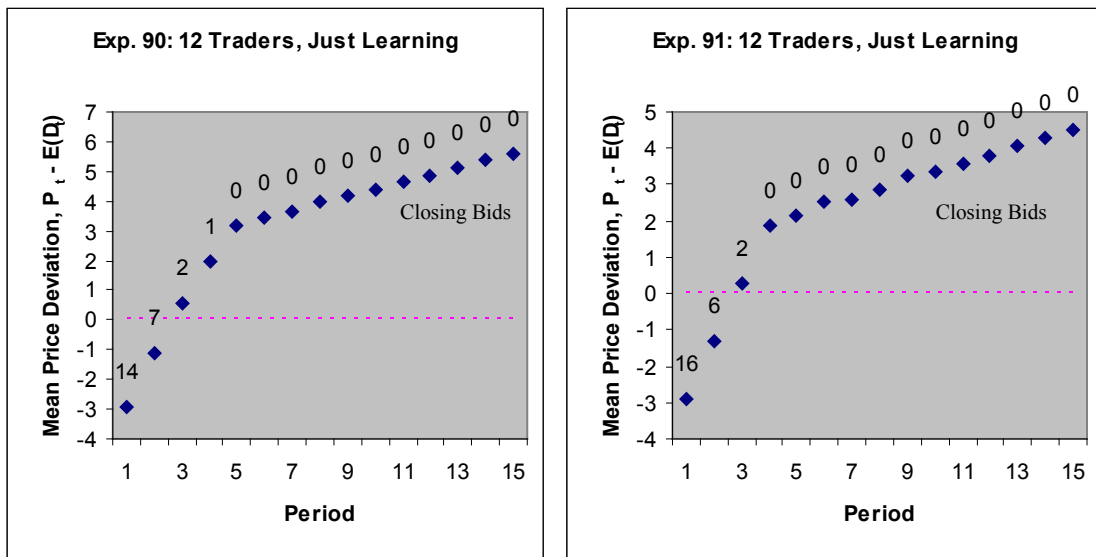 Exp. 90: 12 Traders, Just Learning
Mean Price Deviation, P t - E(Dt)
7
6
5
4
3
2
1
0
-1
-2
-3
-4
14
7
2
1
0 0 0 0 0 0 0 0 0 0 0
Closing Bids
1 3 5 7 9 11 13 15
Period
Exp. 91: 12 Traders, Just Learning
Mean Price Deviation, P t - E(Dt)
5
4
3
2
1
0
-1
-2
-3
-4
16
6
2
0 0 0 0 0 0 0 0 0 0 0 0
Closing Bids
1 3 5 7 9 11 13 15
Period